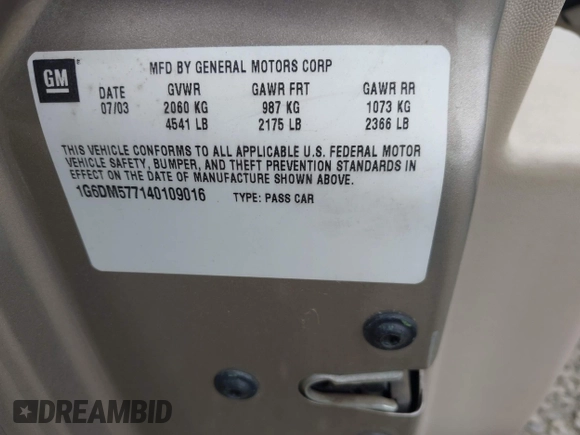 GM
MFD BY GENERAL MOTORS CORP
DATE GVWR GAWR FRT GAWR RR
07/03 2060 KG 987 KG 1073 KG
4541 LB 2175 LB 2366 LB
THIS VEHICLE CONFORMS TO ALL APPLICABLE U.S. FEDERAL MOTOR
VEHICLE SAFETY, BUMPER, AND THEFT PREVENTION STANDARDS IN
EFFECT ON THE DATE OF MANUFACTURE SHOWN ABOVE.
1G6DM577140109016 TYPE: PASS CAR
DREAMBID